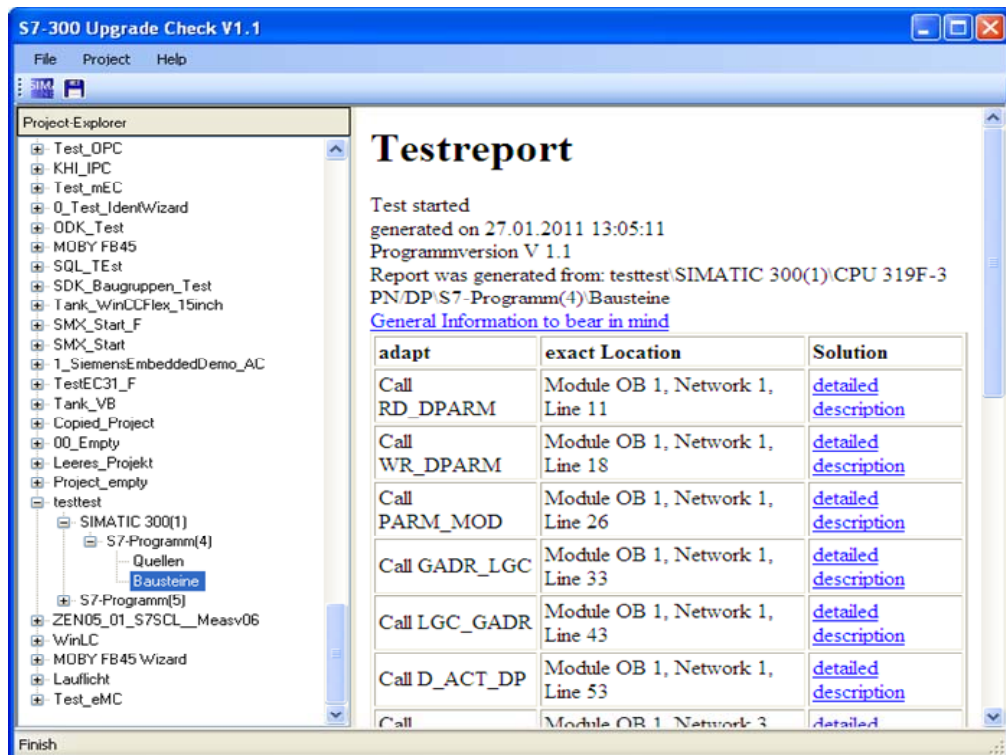 S7-300 Upgrade Check V1.1
File Project Help
SIM
Project-Explorer
Test_OPC
KHI_IPC
Test_mEC
0_Test_IdentWizard
ODK_Test
MOBY FB45
SQL_TEst
SDK_Baugruppen_Test
Tank_WinCCFlex_15inch
SMX_Start_F
SMX_Start
1_SiemensEmbeddedDemo_AC
TestEC31_F
Tank_VB
Copied_Project
00_Empty
Leeres_Projekt
Project_empty
testtest
SIMATIC 300(1)
S7-Programm(4)
Quellen
Bausteine
S7-Programm(5)
ZEN05_01_S7SCL__Measv06
WinLC
MOBY FB45 Wizard
Lauflicht
Test_eMC
Testreport
Test started
generated on 27.01.2011 13:05:11
Programmversion V 1.1
Report was generated from: testtest\SIMATIC 300(1)\CPU 319F-3
PN/DP\S7-Programm(4)\Bausteine
General Information to bear in mind
adapt exact Location Solution
Call Module OB 1, Network 1, detailed
RD_DPARM Line 11 description
Call Module OB 1, Network 1, detailed
WR_DPARM Line 18 description
Call Module OB 1, Network 1, detailed
PARM_MOD Line 26 description
Call GADR_LGC Module OB 1, Network 1, detailed
Line 33 description
Call LGC_GADR Module OB 1, Network 1, detailed
Line 43 description
Call D_ACT_DP Module OB 1, Network 1, detailed
Line 53 description
Call Module OB 1, Network 3, detailed
Finish